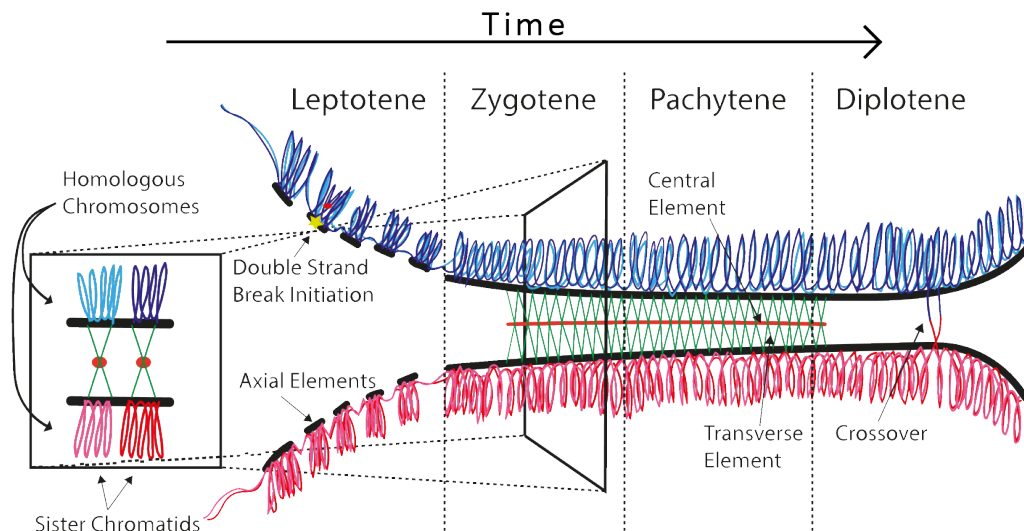 Time
Leptotene
Zygotene
Pachytene
Diplotene
Homologous
Chromosomes
Central
Element
Double Strand
Break Initiation
Axial Elements
Transverse
Element
Crossover
Sister Chromatids